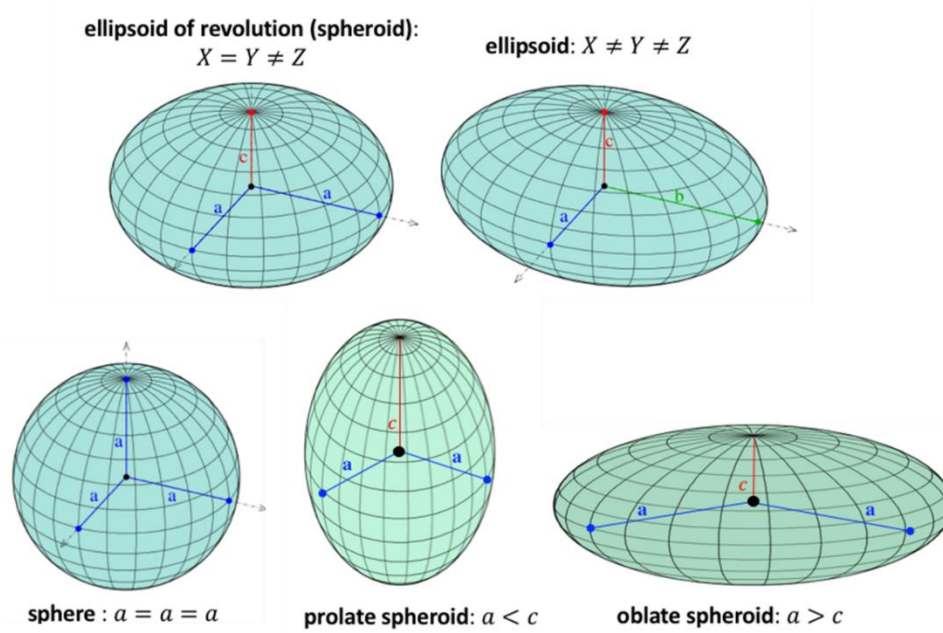 ellipsoid of revolution (spheroid):
X = Y ≠ Z
ellipsoid: X ≠ Y ≠ Z
c
a
a
c
a
b
a
a
a
c
a
a
c
a
a
sphere : a = a = a
prolate spheroid: a < c
oblate spheroid: a > c